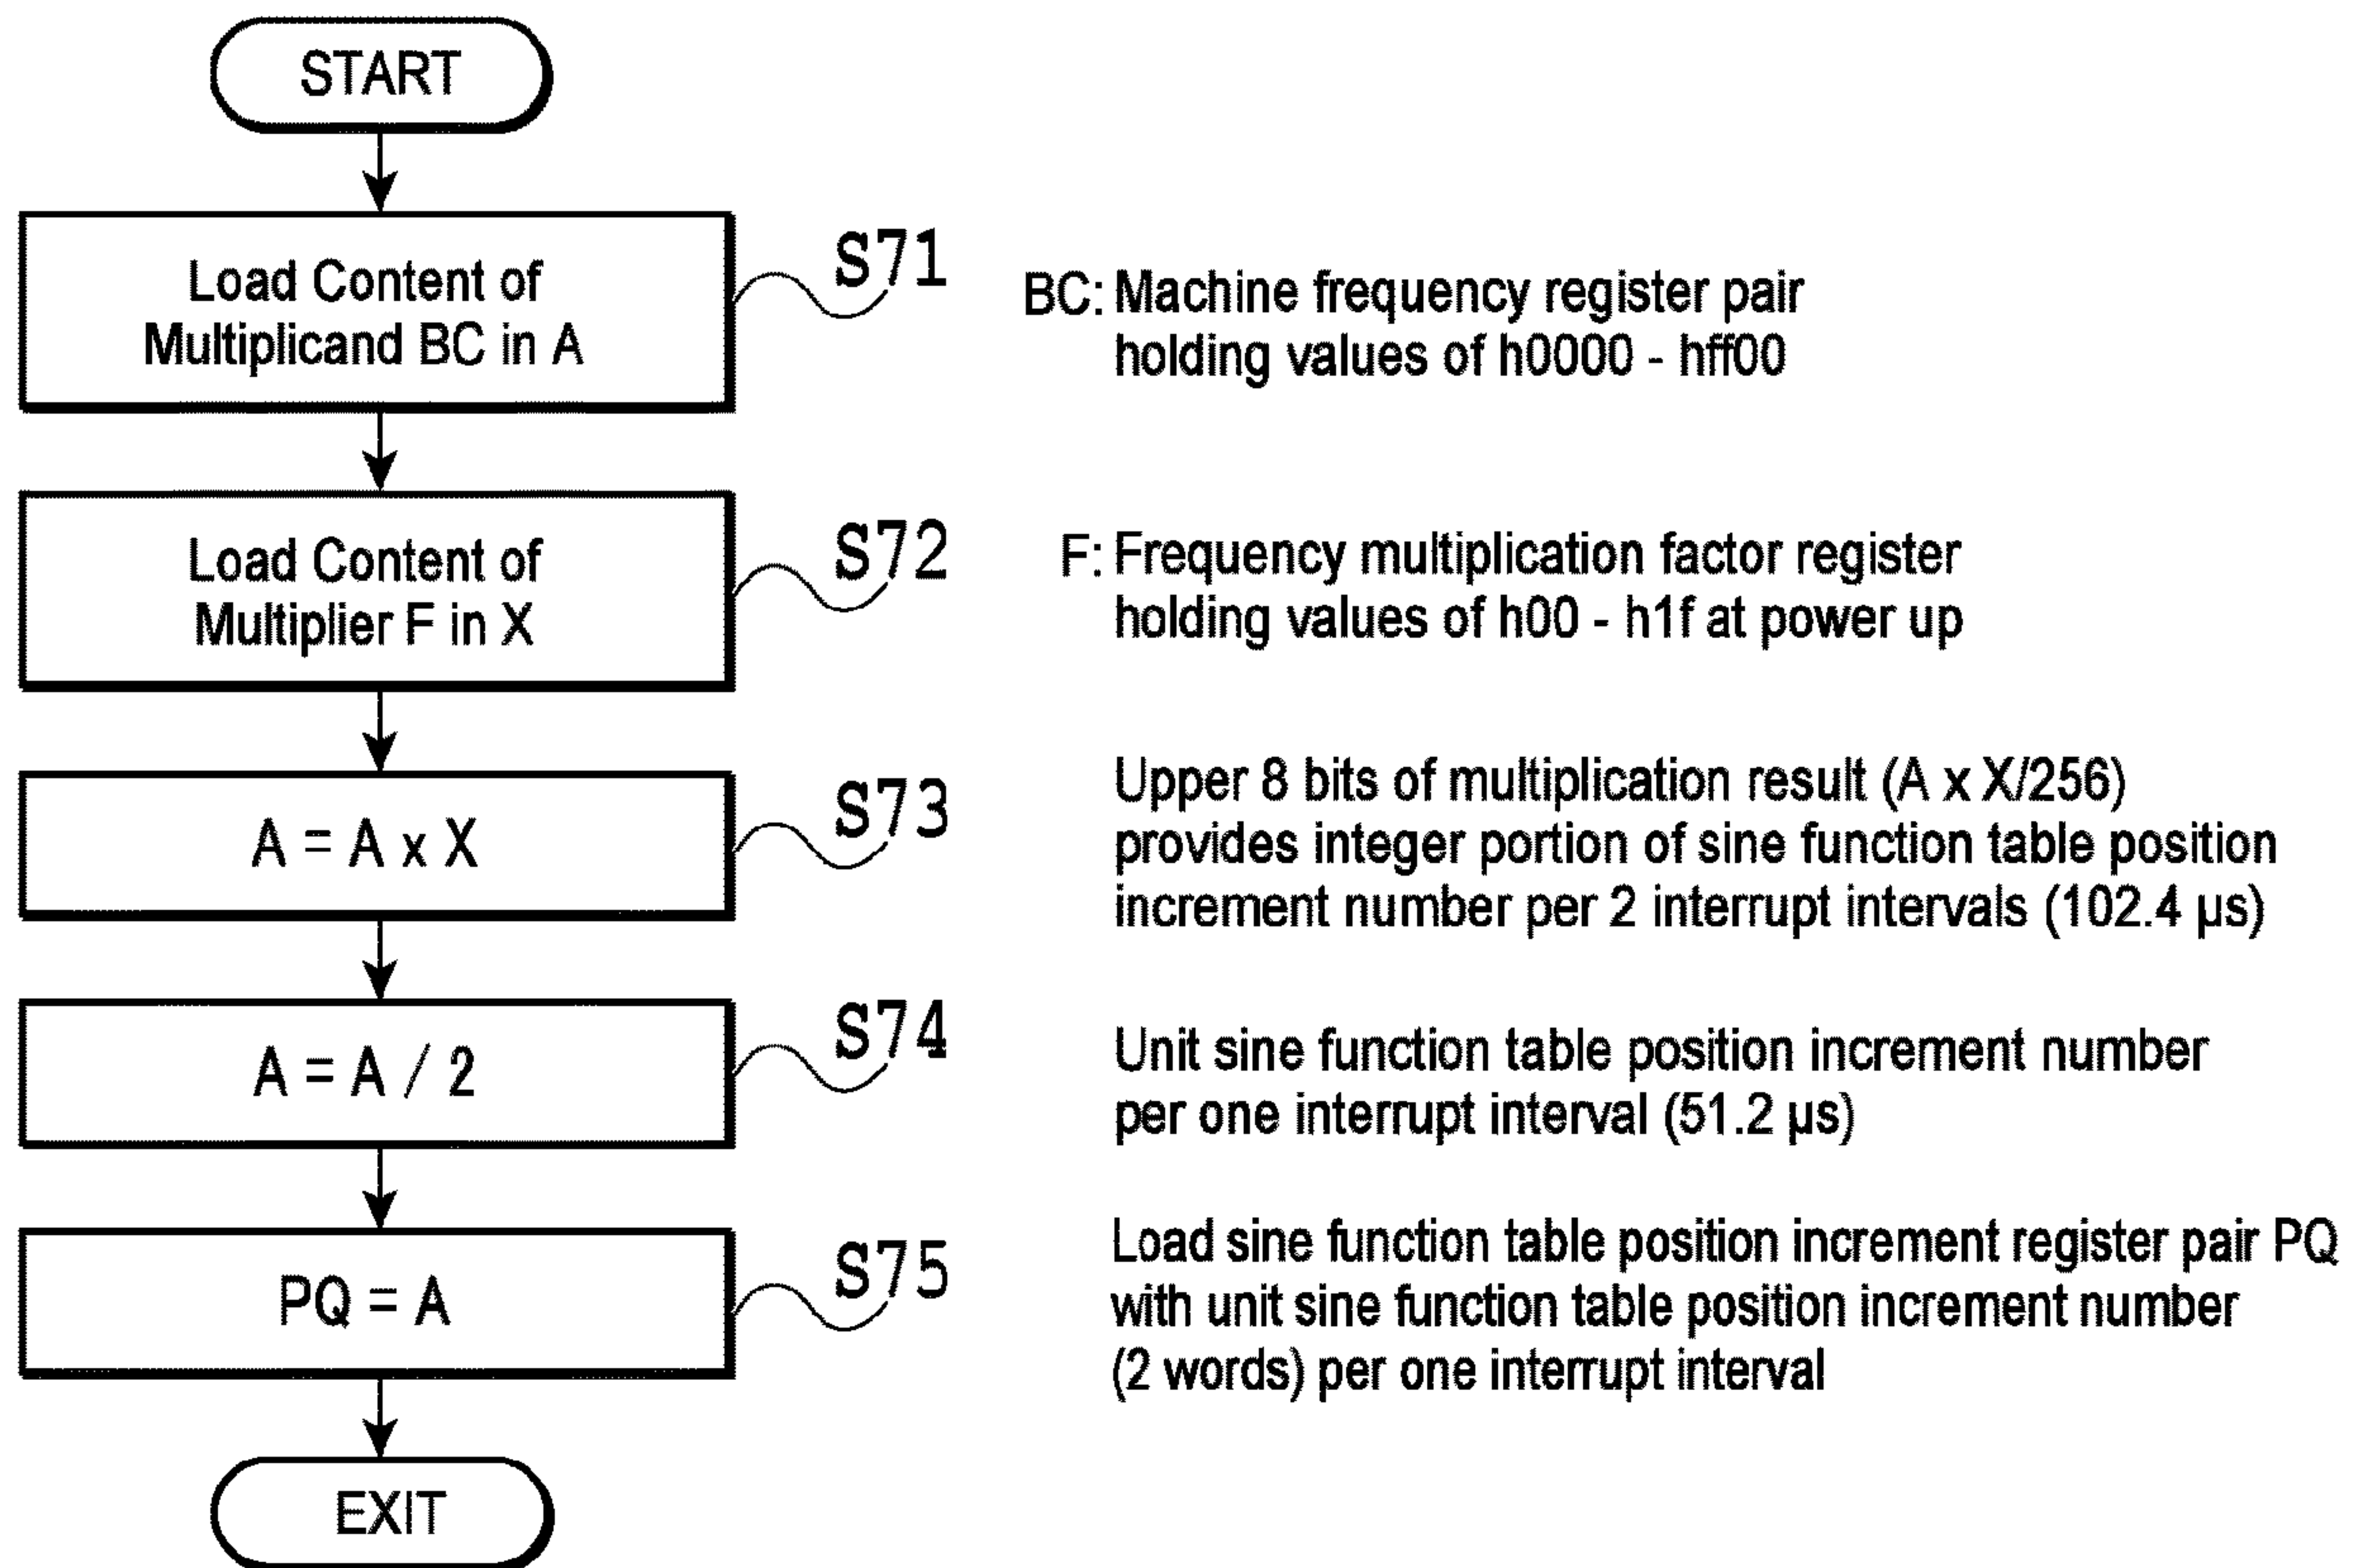 START
Load Content of
Multiplicand BC in A
S71
BC: Machine frequency register pair
holding values of h0000 - hff00
Load Content of
Multiplier F in X
S72
F: Frequency multiplication factor register
holding values of h00 - h1f at power up
A = A x X
S73
Upper 8 bits of multiplication result (A x X/256)
provides integer portion of sine function table position
increment number per 2 interrupt intervals (102.4 µs)
A = A / 2
S74
Unit sine function table position increment number
per one interrupt interval (51.2 µs)
PQ = A
S75
Load sine function table position increment register pair PQ
with unit sine function table position increment number
(2 words) per one interrupt interval
EXIT